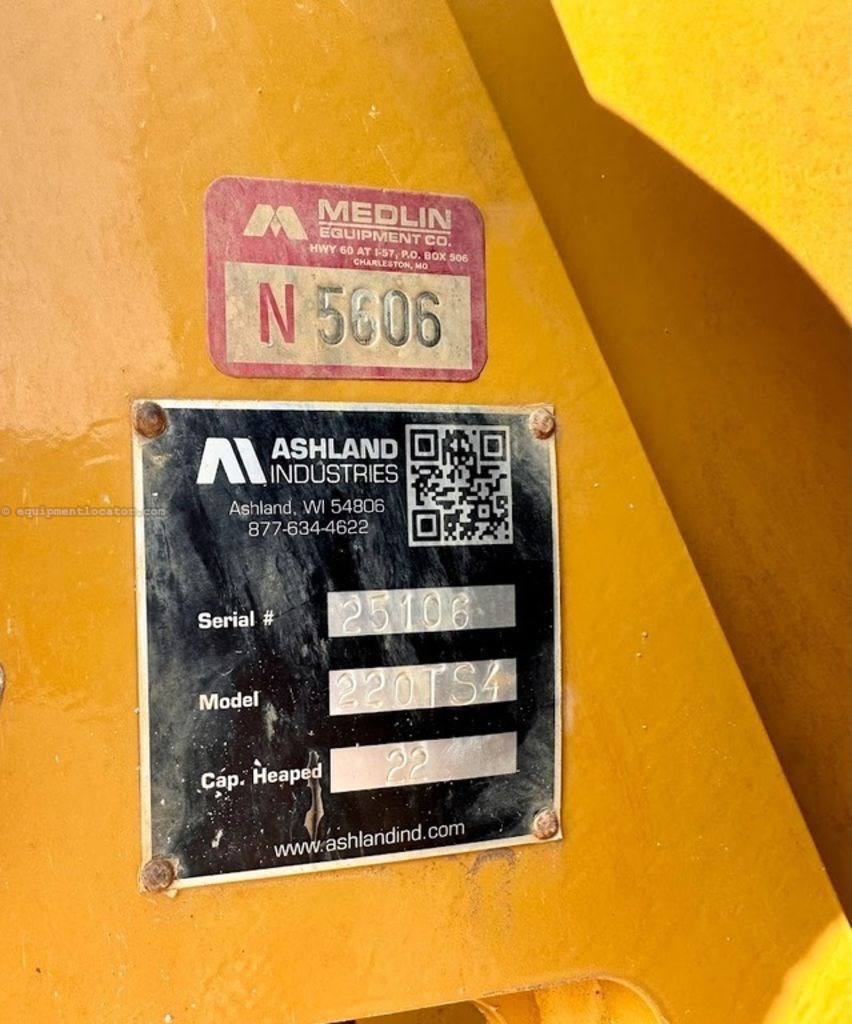 MEDLIN
EQUIPMENT CO.
HWY 60 AT I-57, P.O. BOX 506
CHARLESTON, MO
N 5606
ASHLAND
INDUSTRIES
Ashland, WI 54806
877-634-4622
© equipmentlocator.com
Serial # 25106
Model 220TS4
Cap. Heaped 22
www.ashlandind.com